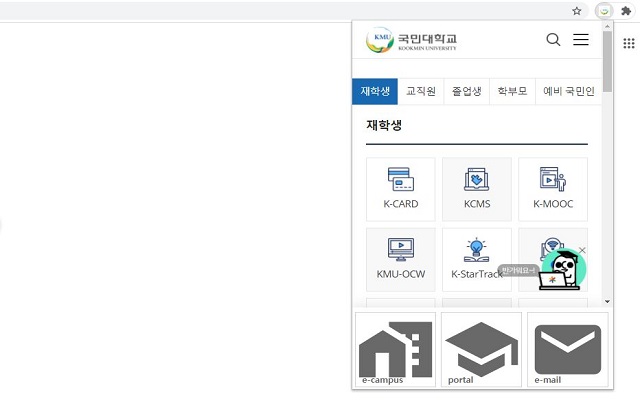 KMU 국민대학교
KOOKMIN UNIVERSITY
재학생 교직원 졸업생 학부모 예비 국민인
재학생
K-CARD KCMS K-MOOC
KMU-OCW K-StarTrack
반가워요~!
e-campus portal e-mail